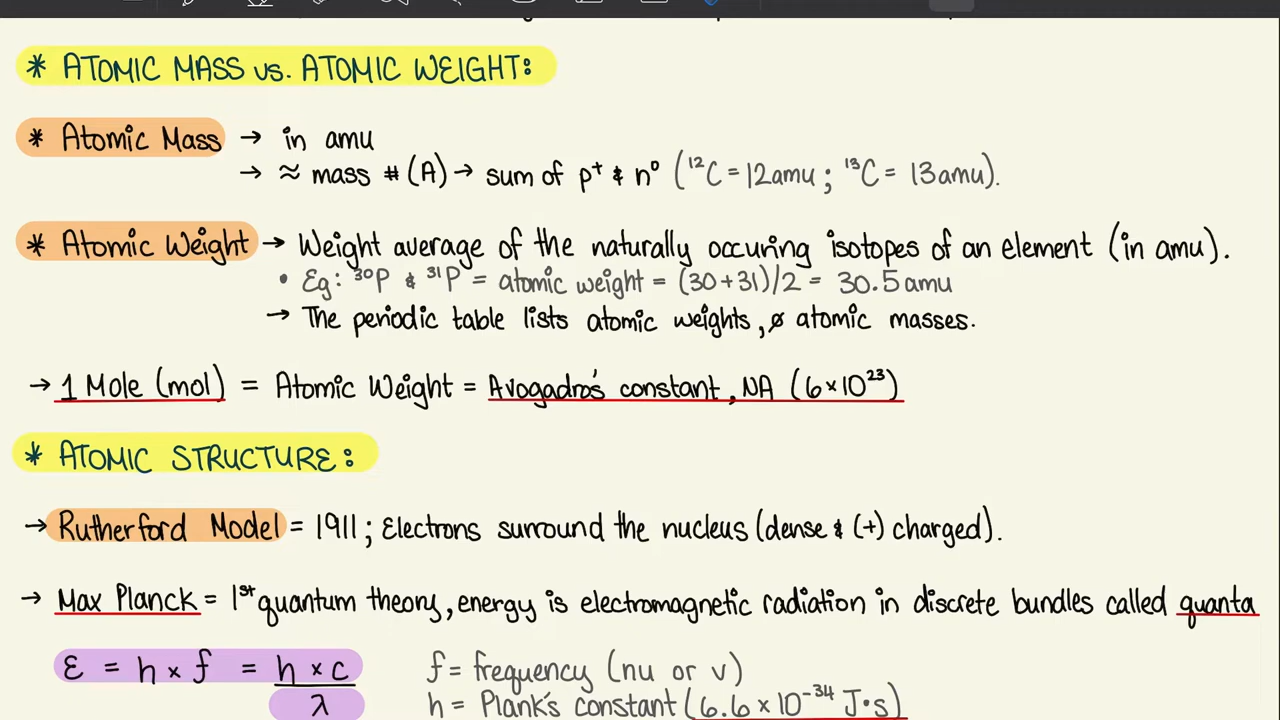 * ATOMIC MASS vs. ATOMIC WEIGHT:
* Atomic Mass → in amu
→ ≈ mass # (A) → sum of p⁺ & n⁰ (¹²C = 12amu ; ¹³C = 13amu).
* Atomic Weight → Weight average of the naturally occuring isotopes of an element (in amu).
• Eg: ³⁰P & ³¹P = atomic weight = (30+31)/2 = 30.5 amu
→ The periodic table lists atomic weights, ø atomic masses.
→ 1 Mole (mol) = Atomic Weight = Avogadro's constant, NA (6×10²³)
* ATOMIC STRUCTURE:
→ Rutherford Model = 1911 ; Electrons surround the nucleus (dense & (+) charged).
→ Max Planck = 1ˢᵗ quantum theory, energy is electromagnetic radiation in discrete bundles called quanta
E = h × f = h × c / λ
f = frequency (nu or v)
h = Plank's constant (6.6 × 10⁻³⁴ J•s)